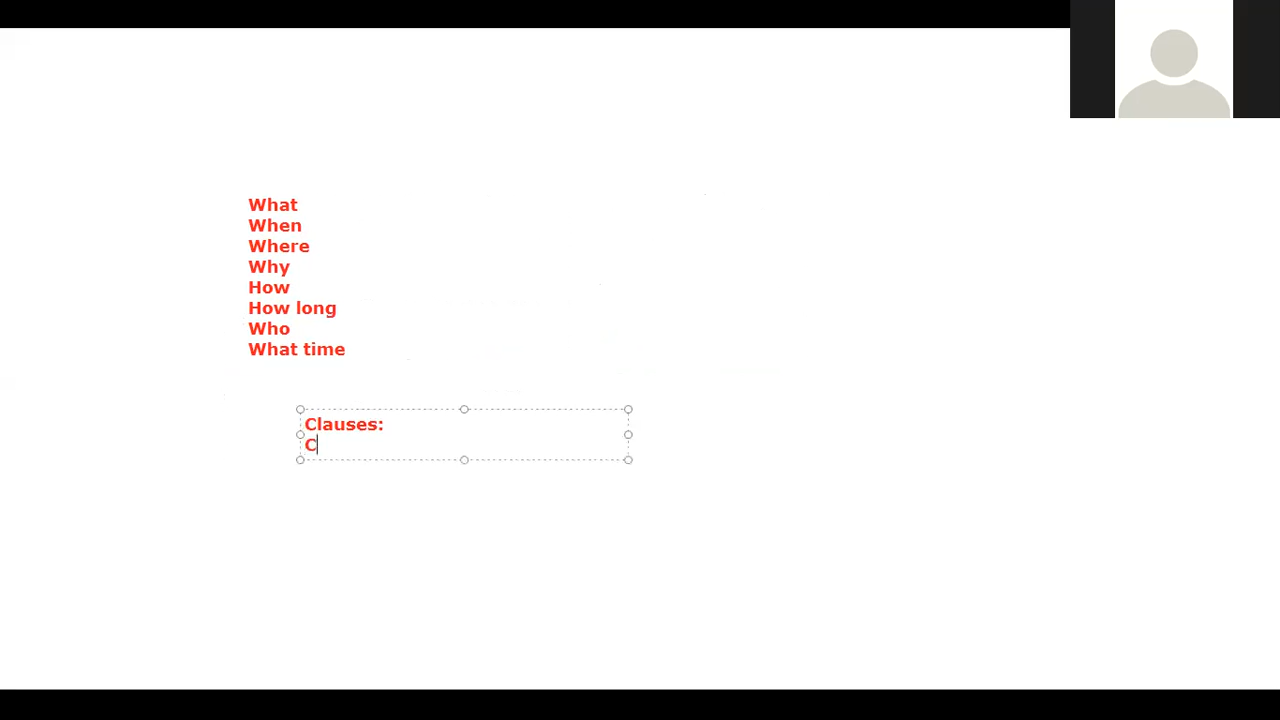 What
When
Where
Why
How
How long
Who
What time
Clauses:
C